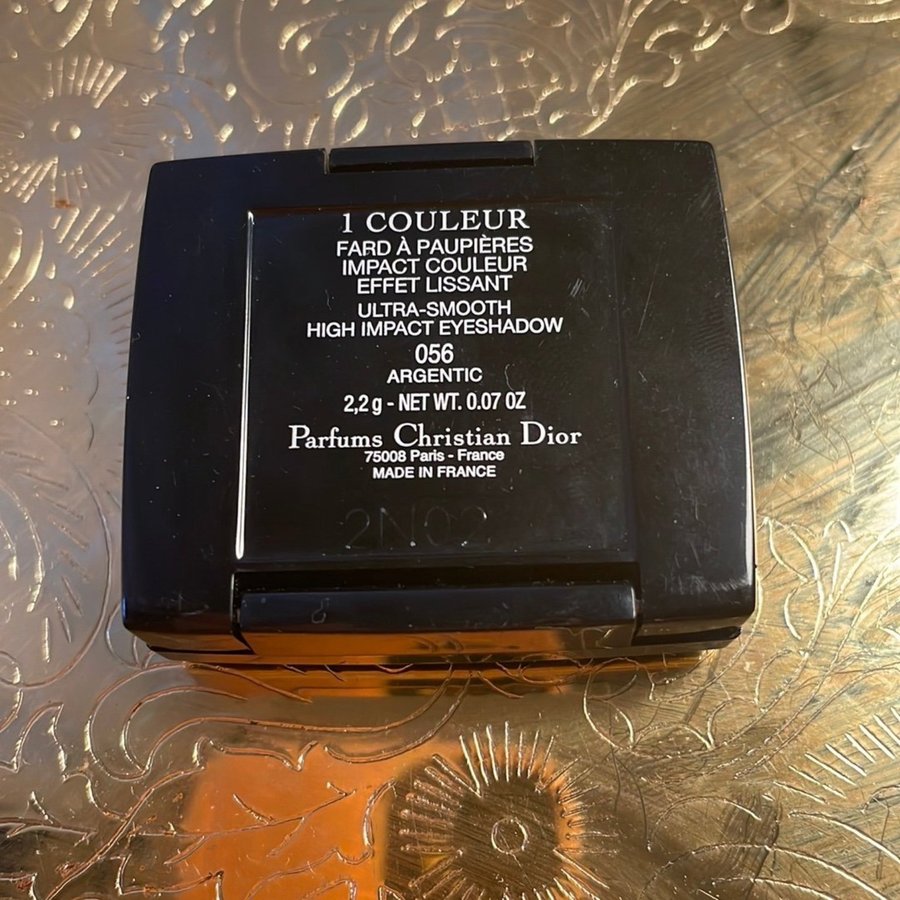 1 COULEUR
FARD À PAUPIÈRES
IMPACT COULEUR
EFFET LISSANT
ULTRA-SMOOTH
HIGH IMPACT EYESHADOW
056
ARGENTIC
2,2 g - NET WT. 0.07 OZ
Parfums Christian Dior
75008 Paris - France
MADE IN FRANCE
2N02